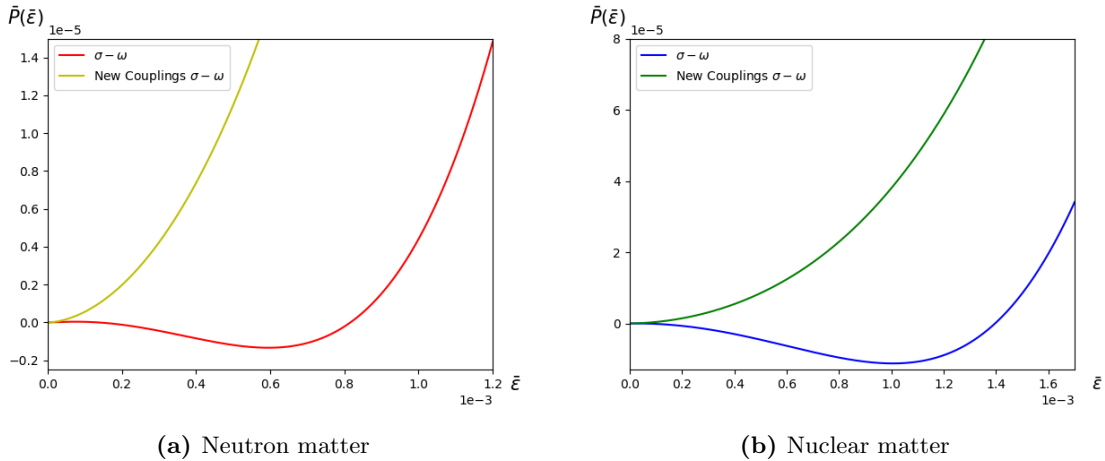 P̄(ε̄)
1e−5
σ − ω
New Couplings σ − ω
1.4
1.2
1.0
0.8
0.6
0.4
0.2
0.0
−0.2
0.0 0.2 0.4 0.6 0.8 1.0 1.2
ε̄
1e−3
(a) Neutron matter
P̄(ε̄)
1e−5
σ − ω
New Couplings σ − ω
8
6
4
2
0
0.0 0.2 0.4 0.6 0.8 1.0 1.2 1.4 1.6
ε̄
1e−3
(b) Nuclear matter